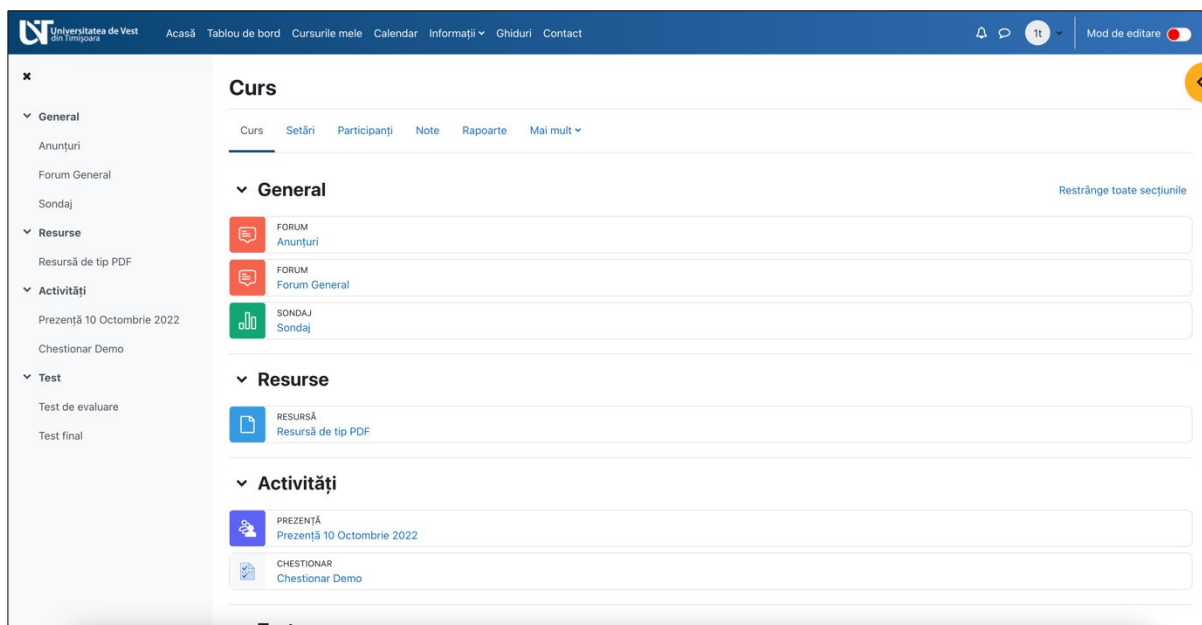 Universitatea de Vest
din Timișoara
Acasă Tablou de bord Cursurile mele Calendar Informații Ghiduri Contact
1t
Mod de editare
General
Anunțuri
Forum General
Sondaj
Resurse
Resursă de tip PDF
Activități
Prezență 10 Octombrie 2022
Chestionar Demo
Test
Test de evaluare
Test final
Curs
Curs Setări Participanți Note Rapoarte Mai mult
General
Restrânge toate secțiunile
FORUM
Anunțuri
FORUM
Forum General
SONDAJ
Sondaj
Resurse
RESURSĂ
Resursă de tip PDF
Activități
PREZENȚĂ
Prezență 10 Octombrie 2022
CHESTIONAR
Chestionar Demo